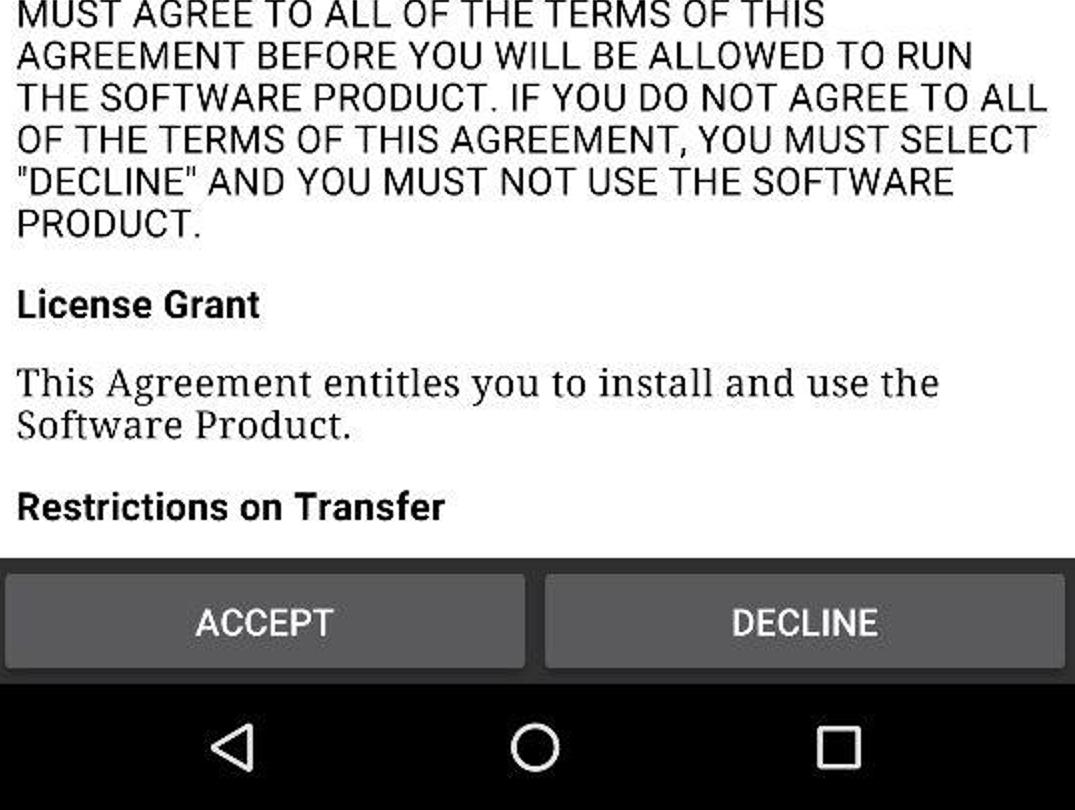 MUST AGREE TO ALL OF THE TERMS OF THIS
AGREEMENT BEFORE YOU WILL BE ALLOWED TO RUN
THE SOFTWARE PRODUCT. IF YOU DO NOT AGREE TO ALL
OF THE TERMS OF THIS AGREEMENT, YOU MUST SELECT
"DECLINE" AND YOU MUST NOT USE THE SOFTWARE
PRODUCT.
License Grant
This Agreement entitles you to install and use the
Software Product.
Restrictions on Transfer
ACCEPT
DECLINE